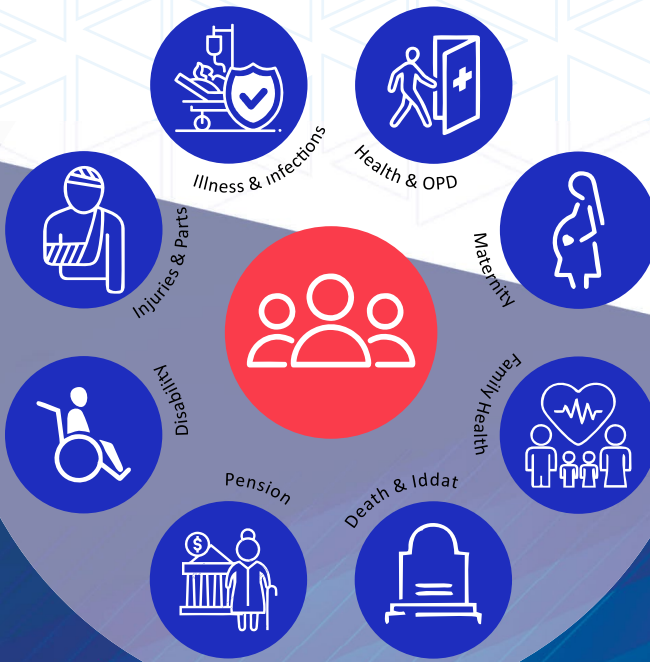 Illness & infections
Health & OPD
Injuries & Parts
Maternity
Disability
Family Health
Pension
Death & Iddat
$